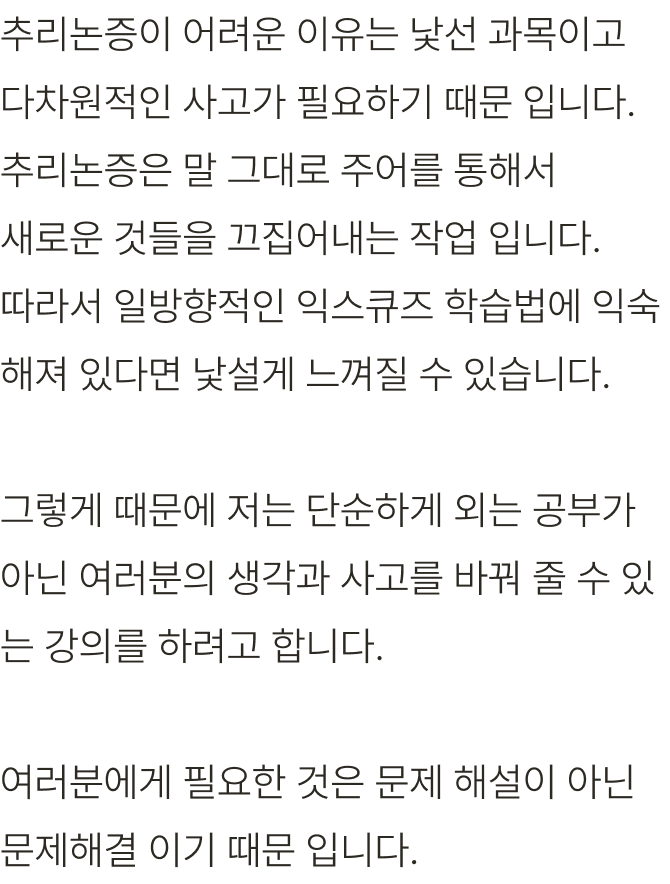 추리논증이 어려운 이유는 낯선 과목이고
다차원적인 사고가 필요하기 때문 입니다.
추리논증은 말 그대로 주어를 통해서
새로운 것들을 끄집어내는 작업 입니다.
따라서 일방향적인 익스큐즈 학습법에 익숙
해져 있다면 낯설게 느껴질 수 있습니다.
그렇게 때문에 저는 단순하게 외는 공부가
아닌 여러분의 생각과 사고를 바꿔 줄 수 있
는 강의를 하려고 합니다.
여러분에게 필요한 것은 문제 해설이 아닌
문제해결 이기 때문 입니다.